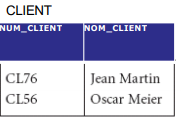 CLIENT
NUM_CLIENT NOM_CLIENT
CL76 Jean Martin
CL56 Oscar Meier